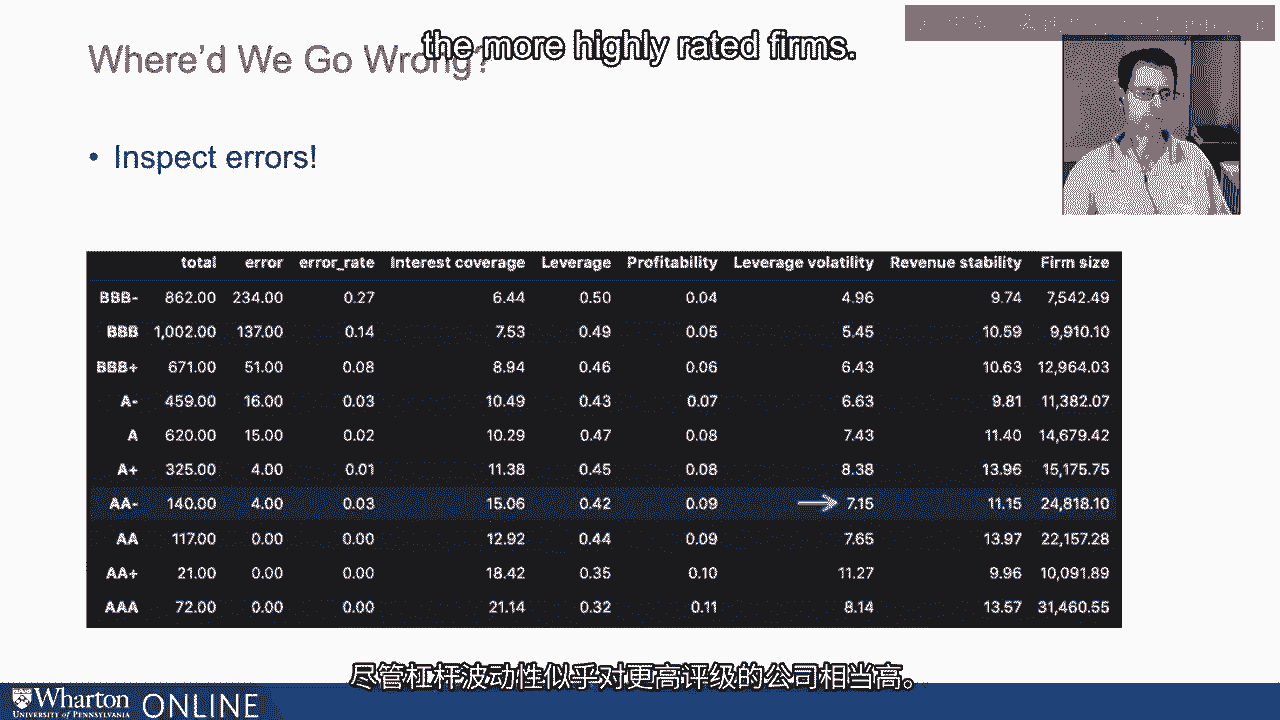 the more highly rated firms.
Where'd We Go Wrong?
• Inspect errors!
total error error_rate Interest coverage Leverage Profitability Leverage volatility Revenue stability Firm size
BBB- 862.00 234.00 0.27 6.44 0.50 0.04 4.96 9.74 7,542.49
BBB 1,002.00 137.00 0.14 7.53 0.49 0.05 5.45 10.59 9,910.10
BBB+ 671.00 51.00 0.08 8.94 0.46 0.06 6.43 10.63 12,964.03
A- 459.00 16.00 0.03 10.49 0.43 0.07 6.63 9.81 11,382.07
A 620.00 15.00 0.02 10.29 0.47 0.08 7.43 11.40 14,679.42
A+ 325.00 4.00 0.01 11.38 0.45 0.08 8.38 13.96 15,175.75
AA- 140.00 4.00 0.03 15.06 0.42 0.09 7.15 11.15 24,818.10
AA 117.00 0.00 0.00 12.92 0.44 0.09 7.65 13.97 22,157.28
AA+ 21.00 0.00 0.00 18.42 0.35 0.10 11.27 9.96 10,091.89
AAA 72.00 0.00 0.00 21.14 0.32 0.11 8.14 13.57 31,460.55
尽管杠杆波动性似乎对更高评级的公司相当高。
Wharton ONLINE
UNIVERSITY of PENNSYLVANIA